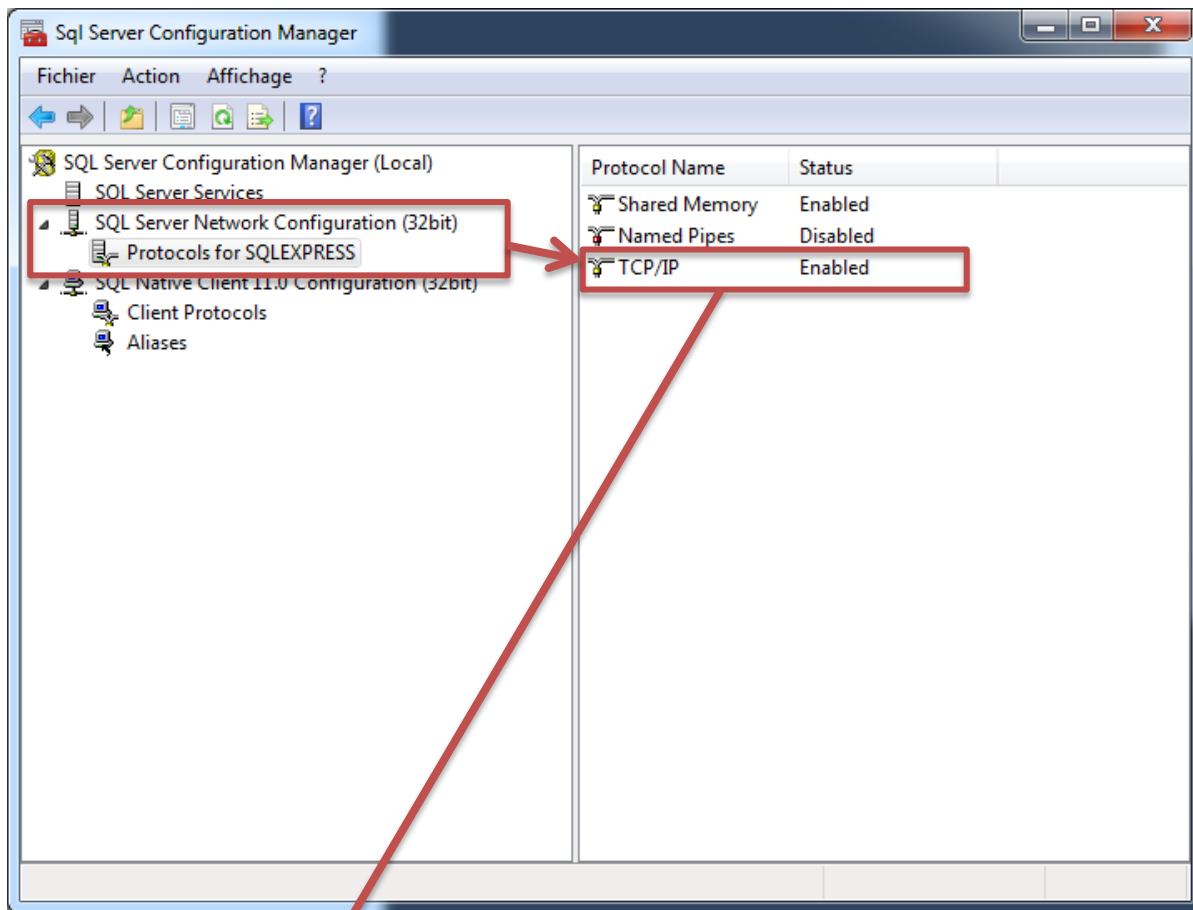 Sql Server Configuration Manager
Fichier Action Affichage ?
SQL Server Configuration Manager (Local)
SQL Server Services
SQL Server Network Configuration (32bit)
Protocols for SQLEXPRESS
SQL Native Client 11.0 Configuration (32bit)
Client Protocols
Aliases
Protocol Name Status
Shared Memory Enabled
Named Pipes Disabled
TCP/IP Enabled